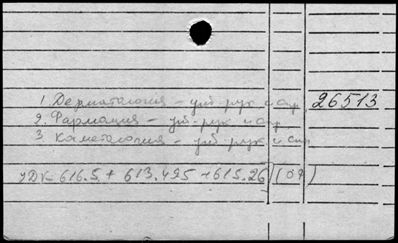 1. Дерматология - уч-рук и спр 26513
2. Фармация - уч-рук и спр
3. Косметология - уч-рук и спр
УДК 616.5 + 613.495 + 615.26 (07)